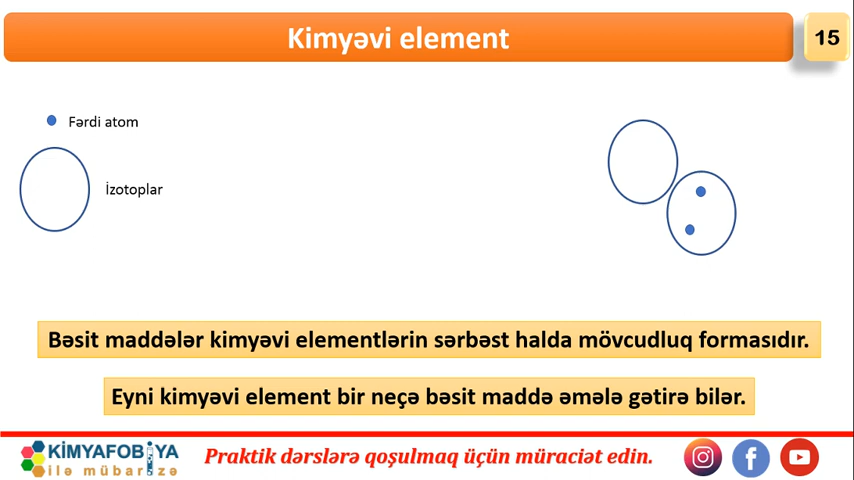 Kimyəvi element
15
Fərdi atom
İzotoplar
Bəsit maddələr kimyəvi elementlərin sərbəst halda mövcudluq formasıdır.
Eyni kimyəvi element bir neçə bəsit maddə əmələ gətirə bilər.
KİMYAFOBİYA
ilə mübarizə
Praktik dərslərə qoşulmaq üçün müraciət edin.